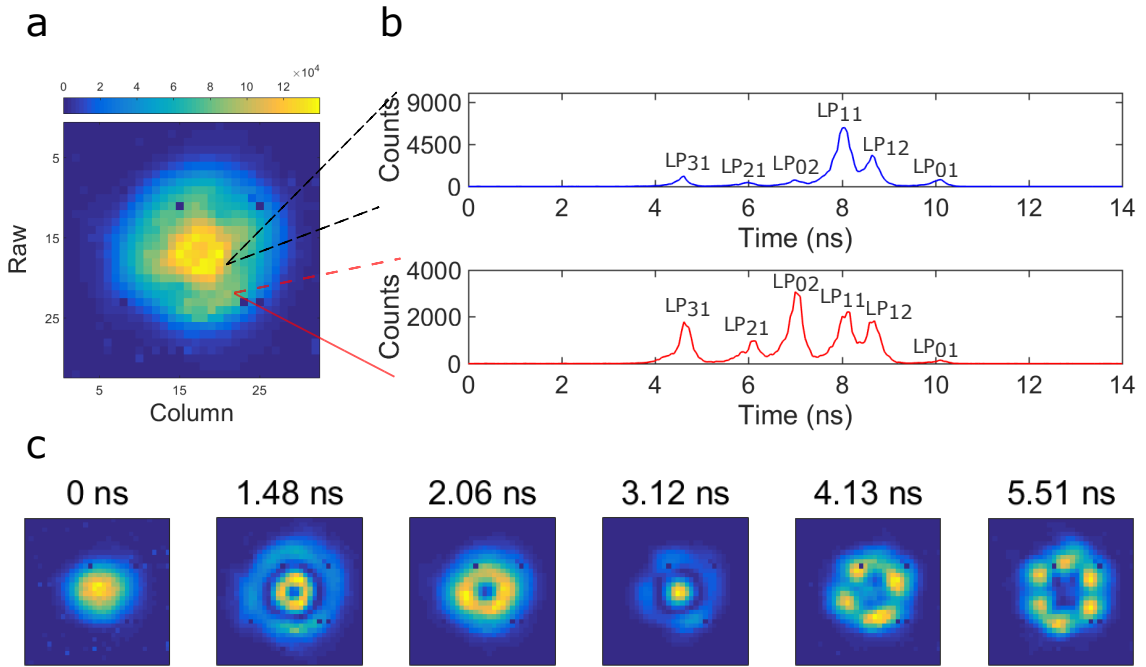 a
b
×10⁴
0 2 4 6 8 10 12
5
15
25
Raw
5 15 25
Column
9000
4500
0
Counts
LP31 LP21 LP02 LP11 LP12 LP01
0 2 4 6 8 10 12 14
Time (ns)
4000
2000
0
Counts
LP31 LP21 LP02 LP11 LP12 LP01
0 2 4 6 8 10 12 14
Time (ns)
c
0 ns 1.48 ns 2.06 ns 3.12 ns 4.13 ns 5.51 ns